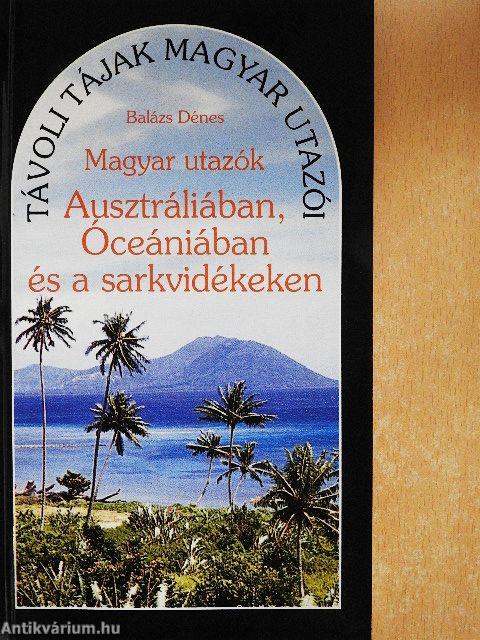 TÁVOLI TÁJAK MAGYAR UTAZÓI
Balázs Dénes
Magyar utazók
Ausztráliában,
Óceániában
és a sarkvidékeken
Antikvárium.hu